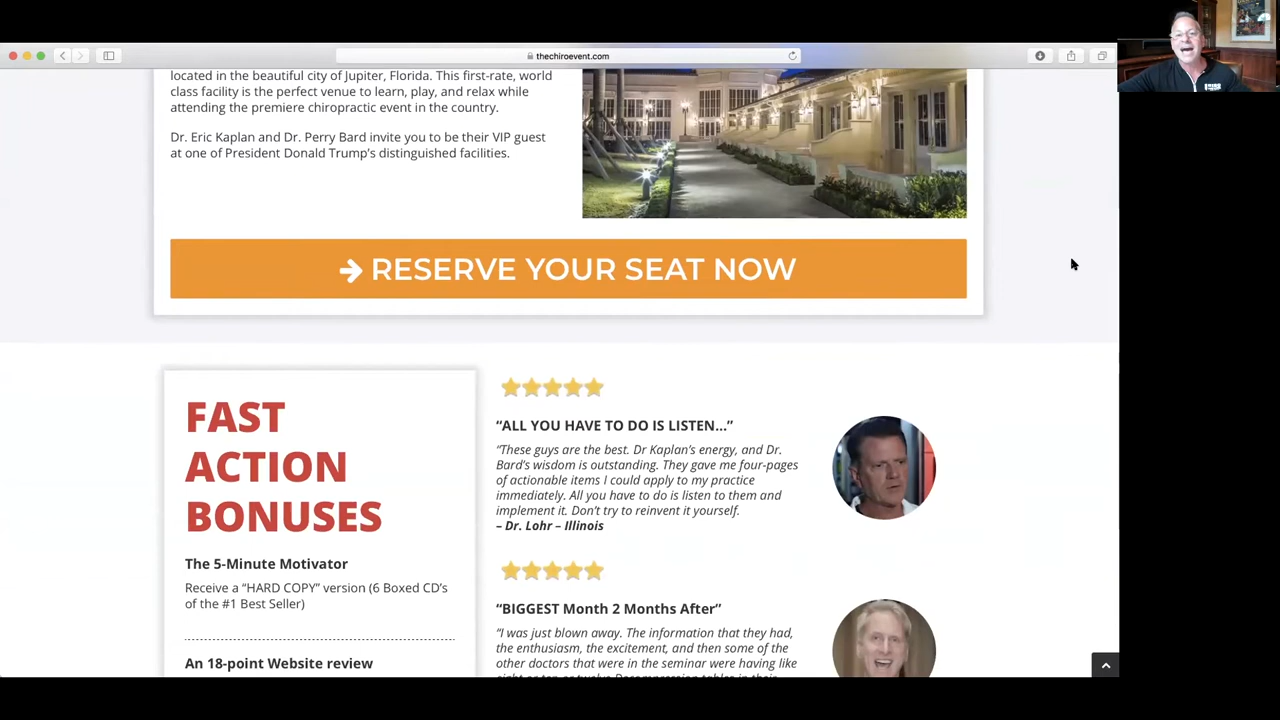 thechiroevent.com
located in the beautiful city of Jupiter, Florida. This first-rate, world
class facility is the perfect venue to learn, play, and relax while
attending the premiere chiropractic event in the country.
Dr. Eric Kaplan and Dr. Perry Bard invite you to be their VIP guest
at one of President Donald Trump’s distinguished facilities.
RESERVE YOUR SEAT NOW
FAST
ACTION
BONUSES
The 5-Minute Motivator
Receive a “HARD COPY” version (6 Boxed CD’s
of the #1 Best Seller)
An 18-point Website review
“ALL YOU HAVE TO DO IS LISTEN…”
“These guys are the best. Dr Kaplan’s energy, and Dr.
Bard’s wisdom is outstanding. They gave me four-pages
of actionable items I could apply to my practice
immediately. All you have to do is listen to them and
implement it. Don’t try to reinvent it yourself.
– Dr. Lohr – Illinois
“BIGGEST Month 2 Months After”
“I was just blown away. The information that they had,
the enthusiasm, the excitement, and then some of the
other doctors that were in the seminar were having like